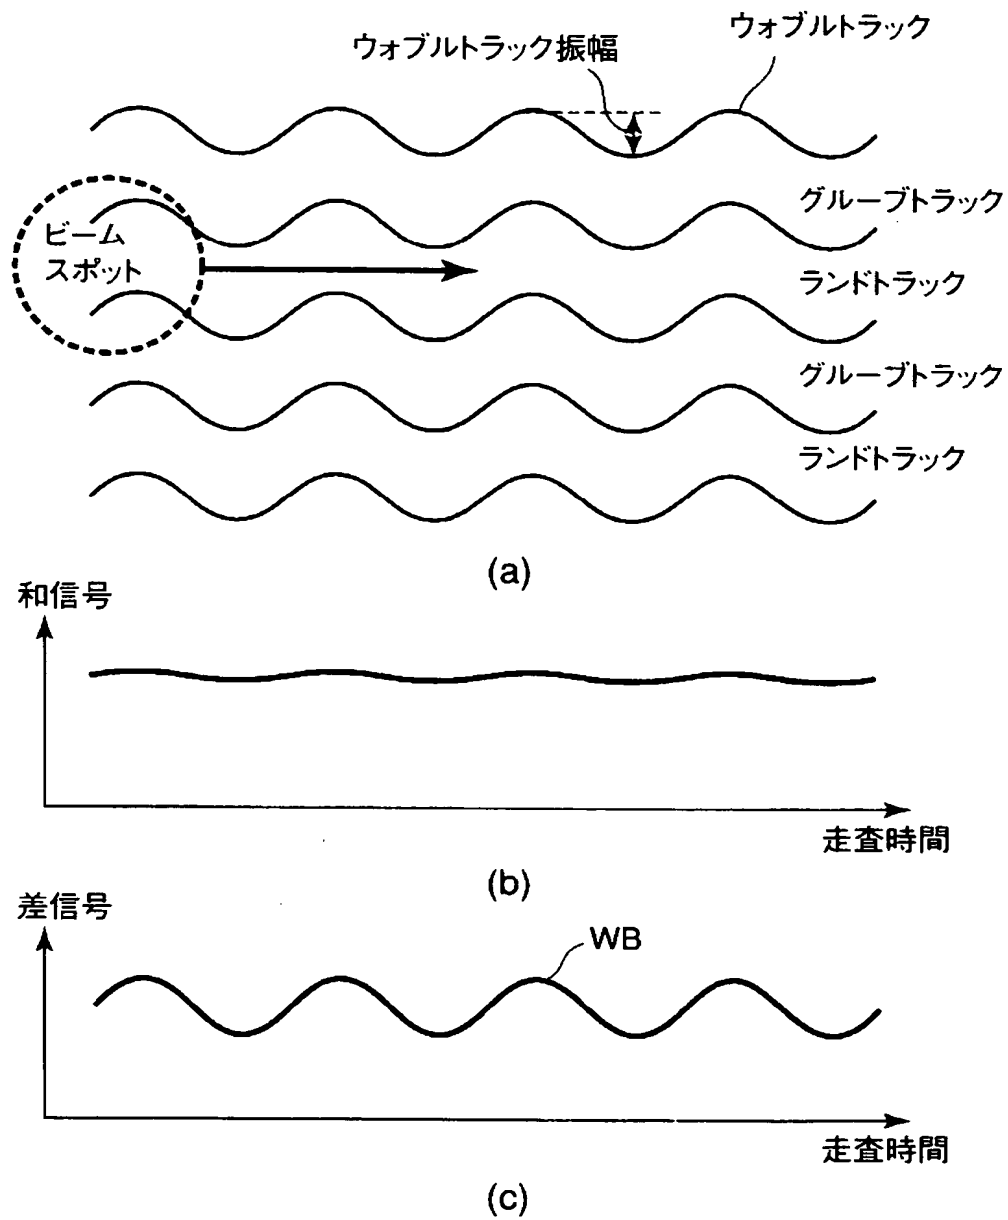 ウォブルトラック振幅
ウォブルトラック
グルーブトラック
ビーム
スポット
ランドトラック
グルーブトラック
ランドトラック
(a)
和信号
走査時間
(b)
差信号
WB
走査時間
(c)